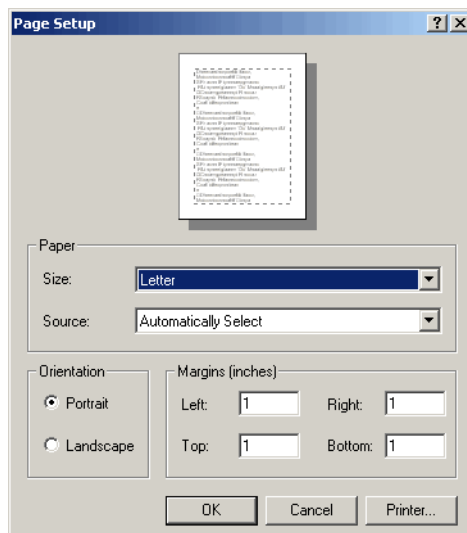 Page Setup
Paper
Size:
Letter
Source:
Automatically Select
Orientation
Portrait
Landscape
Margins (inches)
Left: 1 Right: 1
Top: 1 Bottom: 1
OK Cancel Printer...